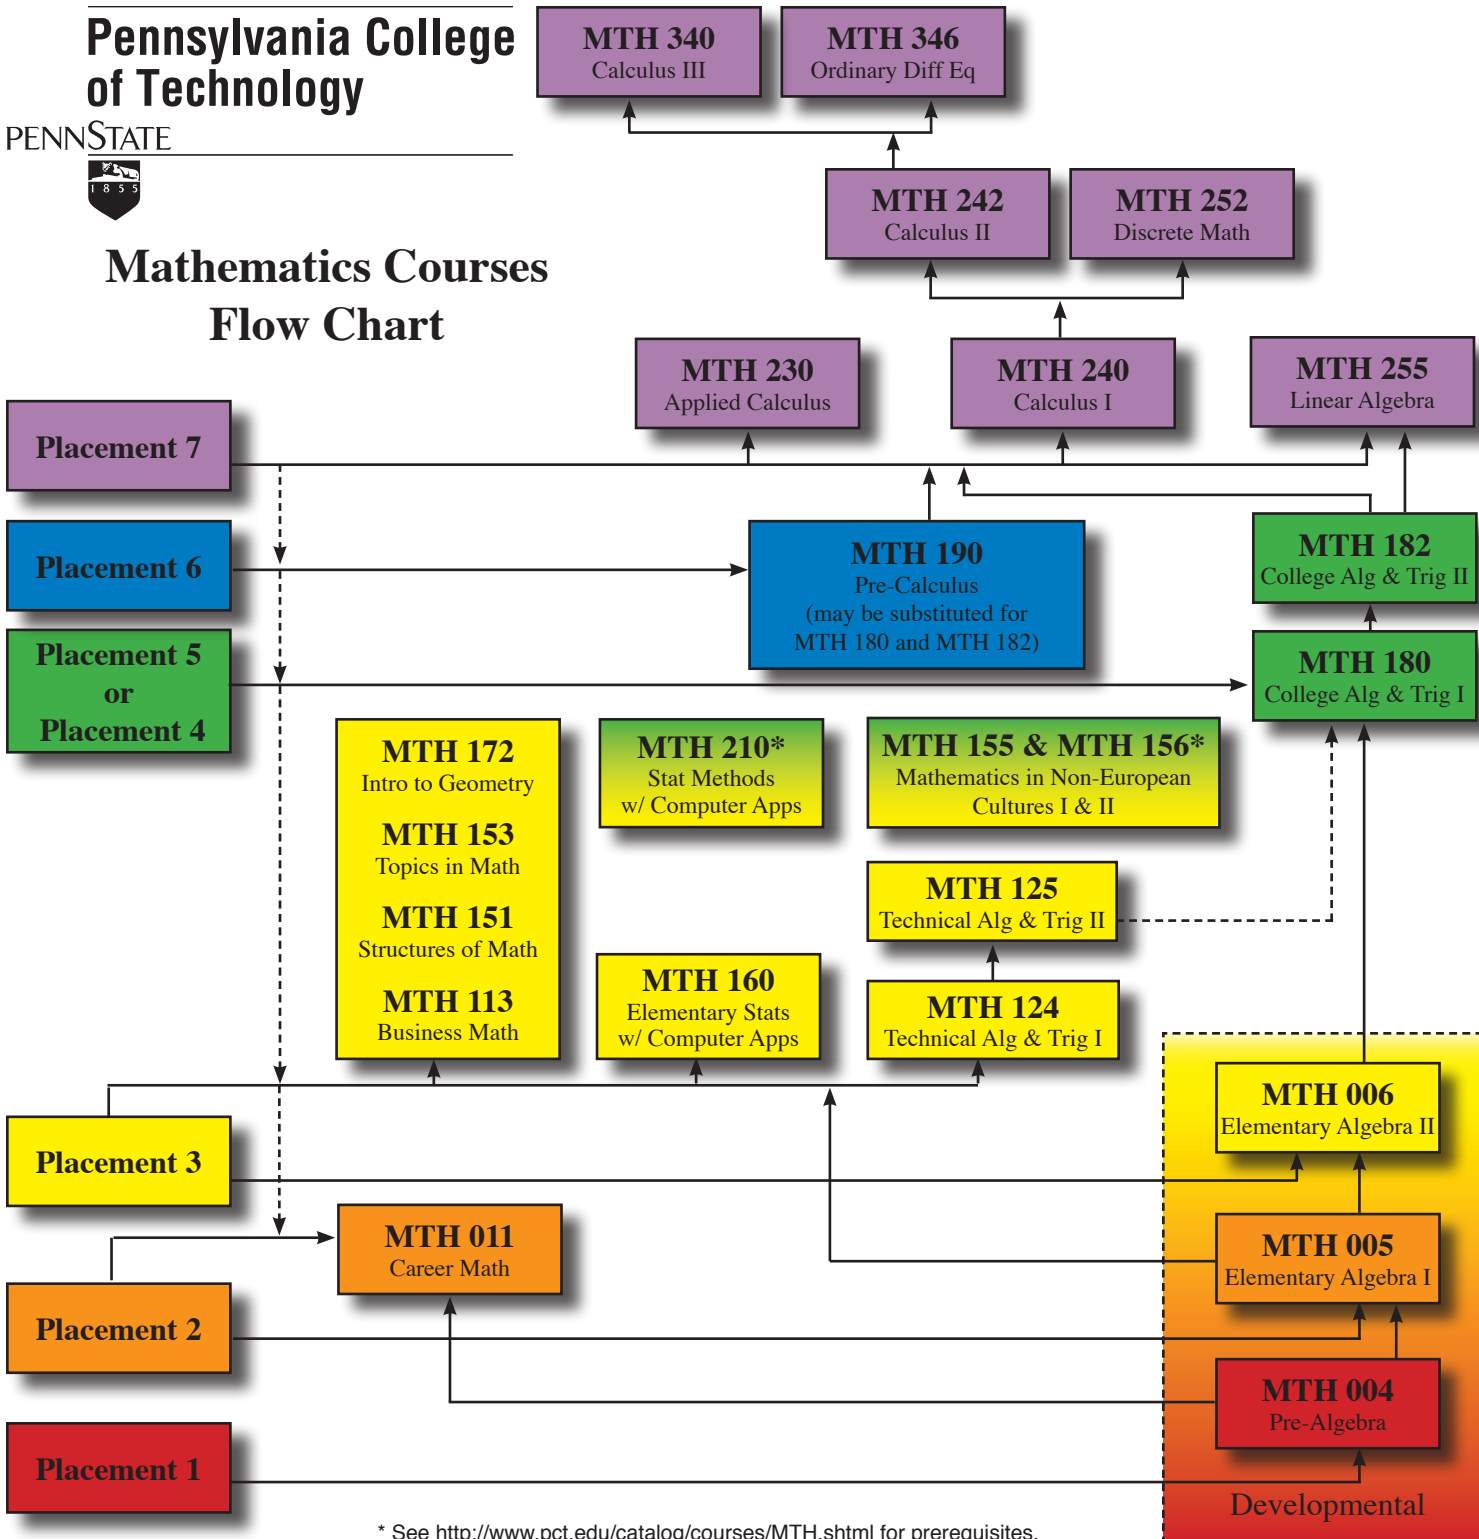 Pennsylvania College
of Technology
PENNSTATE
1855
Mathematics Courses
Flow Chart
MTH 340
Calculus III
MTH 346
Ordinary Diff Eq
MTH 242
Calculus II
MTH 252
Discrete Math
MTH 230
Applied Calculus
MTH 240
Calculus I
MTH 255
Linear Algebra
Placement 7
Placement 6
MTH 190
Pre-Calculus
(may be substituted for
MTH 180 and MTH 182)
MTH 182
College Alg & Trig II
Placement 5
or
Placement 4
MTH 180
College Alg & Trig I
MTH 172
Intro to Geometry
MTH 153
Topics in Math
MTH 151
Structures of Math
MTH 113
Business Math
MTH 210*
Stat Methods
w/ Computer Apps
MTH 155 & MTH 156*
Mathematics in Non-European
Cultures I & II
MTH 125
Technical Alg & Trig II
MTH 160
Elementary Stats
w/ Computer Apps
MTH 124
Technical Alg & Trig I
MTH 006
Elementary Algebra II
Placement 3
MTH 011
Career Math
MTH 005
Elementary Algebra I
Placement 2
MTH 004
Pre-Algebra
Placement 1
Developmental
* See http://www.pct.edu/catalog/courses/MTH.shtml for prerequisites.